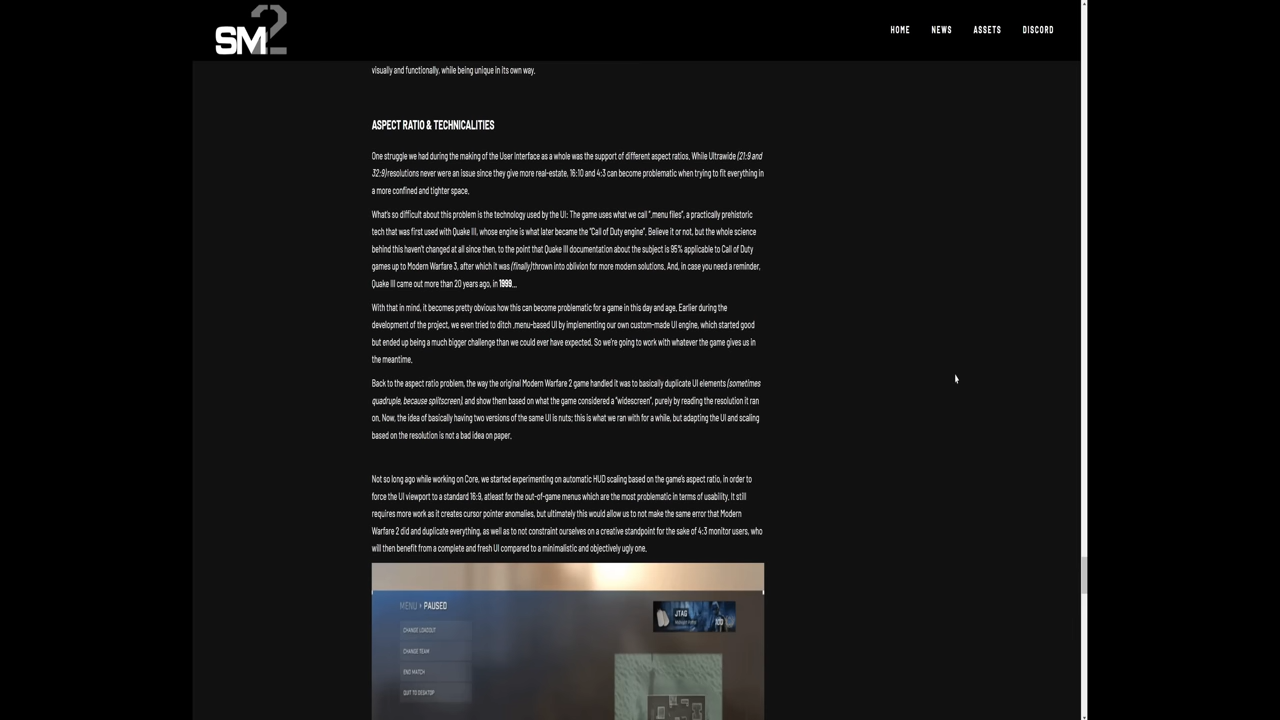 SM2
HOME NEWS ASSETS DISCORD
visually and functionally, while being unique in its own way.
ASPECT RATIO & TECHNICALITIES
One struggle we had during the making of the User Interface as a whole was the support of different aspect ratios. While Ultrawide (21:9 and
32:9)resolutions never were an issue since they give more real-estate, 16:10 and 4:3 can become problematic when trying to fit everything in
a more confined and tighter space.
What's so difficult about this problem is the technology used by the UI: The game uses what we call ".menu files", a practically prehistoric
tech that was first used with Quake III, whose engine is what later became the "Call of Duty engine". Believe it or not, but the whole science
behind this haven't changed at all since then, to the point that Quake III documentation about the subject is 95% applicable to Call of Duty
games up to Modern Warfare 3, after which it was (finally)thrown into oblivion for more modern solutions. And, in case you need a reminder,
Quake III came out more than 20 years ago, in 1999...
With that in mind, it becomes pretty obvious how this can become problematic for a game in this day and age. Earlier during the
development of the project, we even tried to ditch .menu-based UI by implementing our own custom-made UI engine, which started good
but ended up being a much bigger challenge than we could ever have expected. So we're going to work with whatever the game gives us in
the meantime.
Back to the aspect ratio problem, the way the original Modern Warfare 2 game handled it was to basically duplicate UI elements (sometimes
quadruple, because splitscreen), and show them based on what the game considered a "widescreen", purely by reading the resolution it ran
on. Now, the idea of basically having two versions of the same UI is nuts; this is what we ran with for a while, but adapting the UI and scaling
based on the resolution is not a bad idea on paper.
Not so long ago while working on Core, we started experimenting on automatic HUD scaling based on the game's aspect ratio, in order to
force the UI viewport to a standard 16:9, atleast for the out-of-game menus which are the most problematic in terms of usability. It still
requires more work as it creates cursor pointer anomalies, but ultimately this would allow us to not make the same error that Modern
Warfare 2 did and duplicate everything, as well as to not constraint ourselves on a creative standpoint for the sake of 4:3 monitor users, who
will then benefit from a complete and fresh UI compared to a minimalistic and objectively ugly one.
MENU + PAUSED
JTAG
CHANGE LOADOUT
CHANGE TEAM
END MATCH
QUIT TO DESKTOP